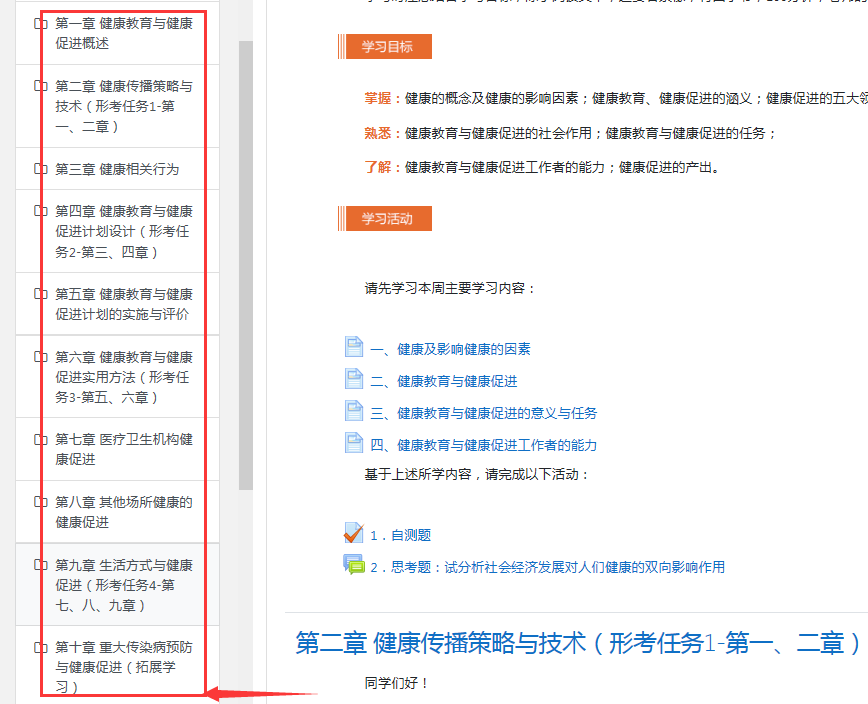 第一章 健康教育与健康
促进概述
第二章 健康传播策略与
技术（形考任务1-第
一、二章）
第三章 健康相关行为
第四章 健康教育与健康
促进计划设计（形考任
务2-第三、四章）
第五章 健康教育与健康
促进计划的实施与评价
第六章 健康教育与健康
促进实用方法（形考任
务3-第五、六章）
第七章 医疗卫生机构健
康促进
第八章 其他场所健康的
健康促进
第九章 生活方式与健康
促进（形考任务4-第
七、八、九章）
第十章 重大传染病预防
与健康促进（拓展学
习）
学习目标
掌握：健康的概念及健康的影响因素；健康教育、健康促进的涵义；健康促进的五大领
熟悉：健康教育与健康促进的社会作用；健康教育与健康促进的任务；
了解：健康教育与健康促进工作者的能力；健康促进的产出。
学习活动
请先学习本周主要学习内容：
一、健康及影响健康的因素
二、健康教育与健康促进
三、健康教育与健康促进的意义与任务
四、健康教育与健康促进工作者的能力
基于上述所学内容，请完成以下活动：
1．自测题
2．思考题：试分析社会经济发展对人们健康的双向影响作用
第二章 健康传播策略与技术（形考任务1-第一、二章）
同学们好！